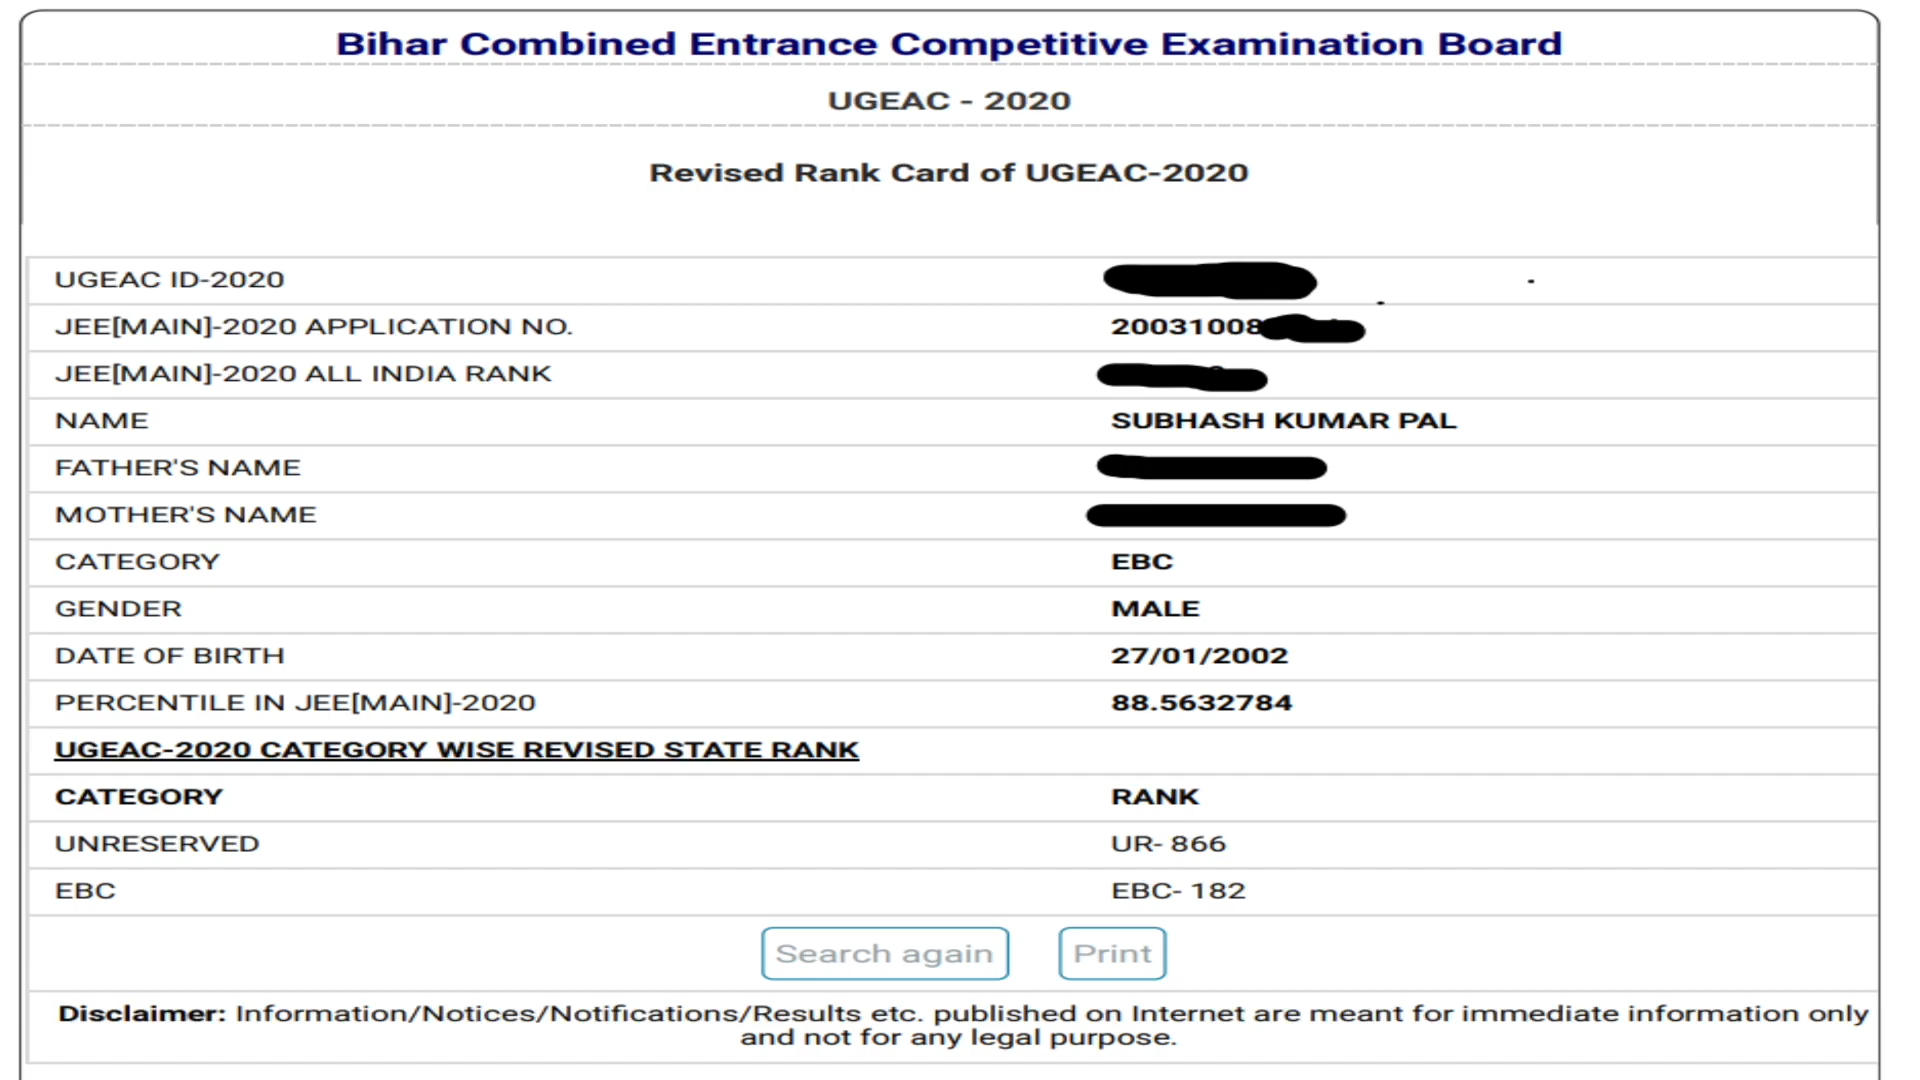 Bihar Combined Entrance Competitive Examination Board
UGEAC - 2020
Revised Rank Card of UGEAC-2020
UGEAC ID-2020
JEE[MAIN]-2020 APPLICATION NO. 20031008
JEE[MAIN]-2020 ALL INDIA RANK
NAME SUBHASH KUMAR PAL
FATHER'S NAME
MOTHER'S NAME
CATEGORY EBC
GENDER MALE
DATE OF BIRTH 27/01/2002
PERCENTILE IN JEE[MAIN]-2020 88.5632784
UGEAC-2020 CATEGORY WISE REVISED STATE RANK
CATEGORY RANK
UNRESERVED UR- 866
EBC EBC- 182
Search again Print
Disclaimer: Information/Notices/Notifications/Results etc. published on Internet are meant for immediate information only
and not for any legal purpose.